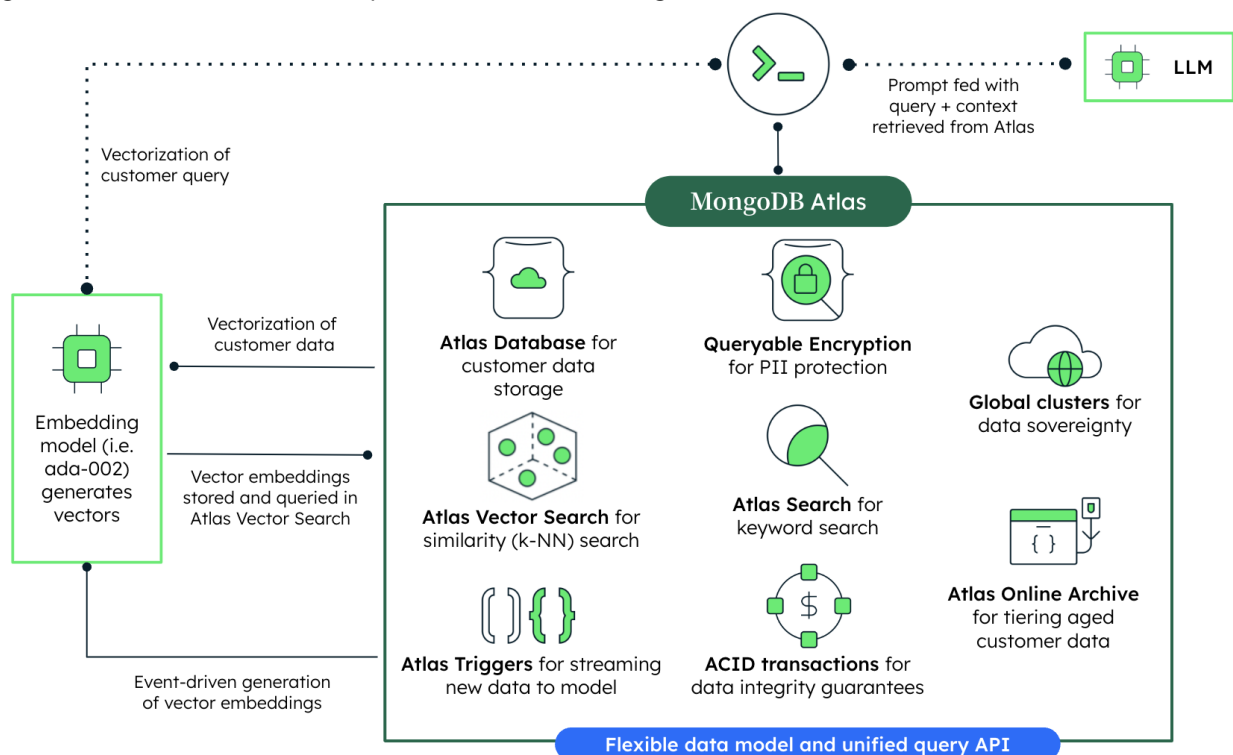 LLM
Prompt fed with
query + context
retrieved from Atlas
Vectorization of
customer query
MongoDB Atlas
Vectorization of
customer data
Embedding
model (i.e.
ada-002)
generates
vectors
Vector embeddings
stored and queried in
Atlas Vector Search
Event-driven generation
of vector embeddings
Atlas Database for
customer data
storage
Queryable Encryption
for PII protection
Global clusters for
data sovereignty
Atlas Vector Search for
similarity (k-NN) search
Atlas Search for
keyword search
Atlas Online Archive
for tiering aged
customer data
Atlas Triggers for streaming
new data to model
ACID transactions for
data integrity guarantees
Flexible data model and unified query API